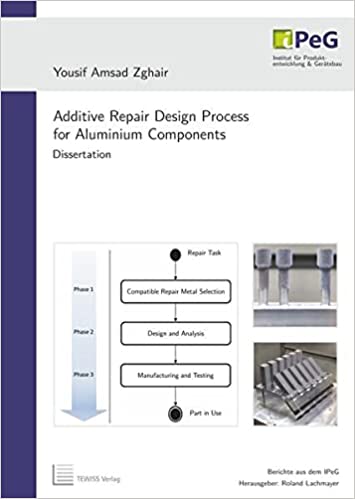 iPeG
Institut für Produkt-
entwicklung & Gerätebau
Yousif Amsad Zghair
Additive Repair Design Process
for Aluminium Components
Dissertation
Repair Task
Phase 1
Compatible Repair Metal Selection
Phase 2
Design and Analysis
Phase 3
Manufacturing and Testing
Part in Use
Berichte aus dem IPeG
Herausgeber: Roland Lachmayer
TEWISS Verlag